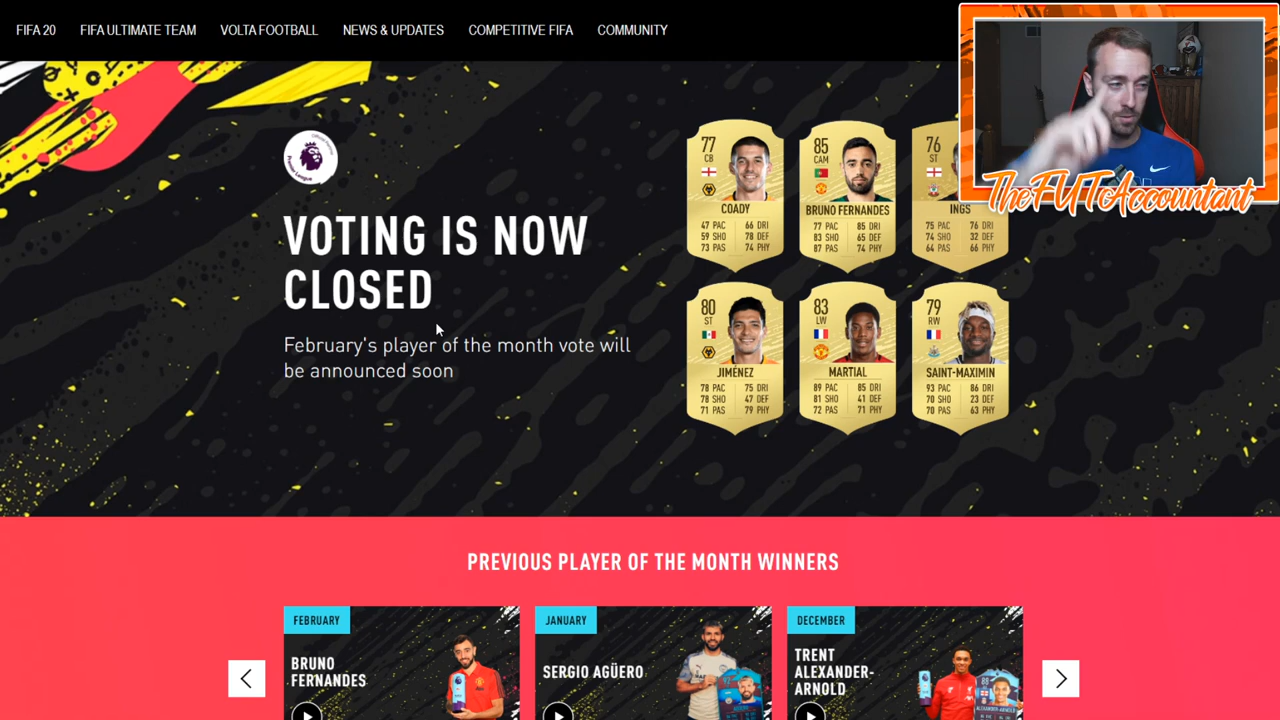 FIFA 20 FIFA ULTIMATE TEAM VOLTA FOOTBALL NEWS & UPDATES COMPETITIVE FIFA COMMUNITY
TheFUTAccountant
Premier League
VOTING IS NOW
CLOSED
February's player of the month vote will
be announced soon
77
CB
COADY
47 PAC 66 DRI
59 SHO 78 DEF
73 PAS 74 PHY
85
CAM
BRUNO FERNANDES
77 PAC 85 DRI
83 SHO 65 DEF
87 PAS 74 PHY
76
ST
INGS
75 PAC 76 DRI
74 SHO 32 DEF
64 PAS 66 PHY
80
ST
JIMÉNEZ
78 PAC 75 DRI
78 SHO 47 DEF
71 PAS 79 PHY
83
LW
MARTIAL
89 PAC 85 DRI
81 SHO 41 DEF
72 PAS 71 PHY
79
RW
SAINT-MAXIMIN
93 PAC 86 DRI
70 SHO 23 DEF
70 PAS 63 PHY
PREVIOUS PLAYER OF THE MONTH WINNERS
FEBRUARY
BRUNO
FERNANDES
JANUARY
SERGIO AGÜERO
DECEMBER
TRENT
ALEXANDER-
ARNOLD